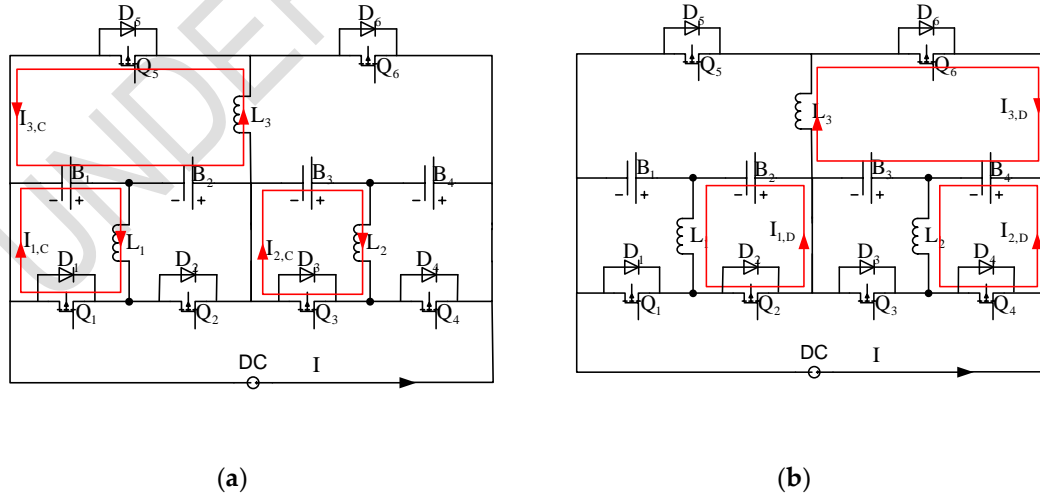 UNDER
D5 D6
Q5 Q6
I3,C L3
B1 B2 B3 B4
- + - + - + - +
I1,C L1 I2,C L2
D1 D2 D3 D4
Q1 Q2 Q3 Q4
DC I
(a)
D5 D6
Q5 Q6
L3 I3,D
B1 B2 B3 B4
- + - + - + - +
L1 I1,D L2 I2,D
D1 D2 D3 D4
Q1 Q2 Q3 Q4
DC I
(b)